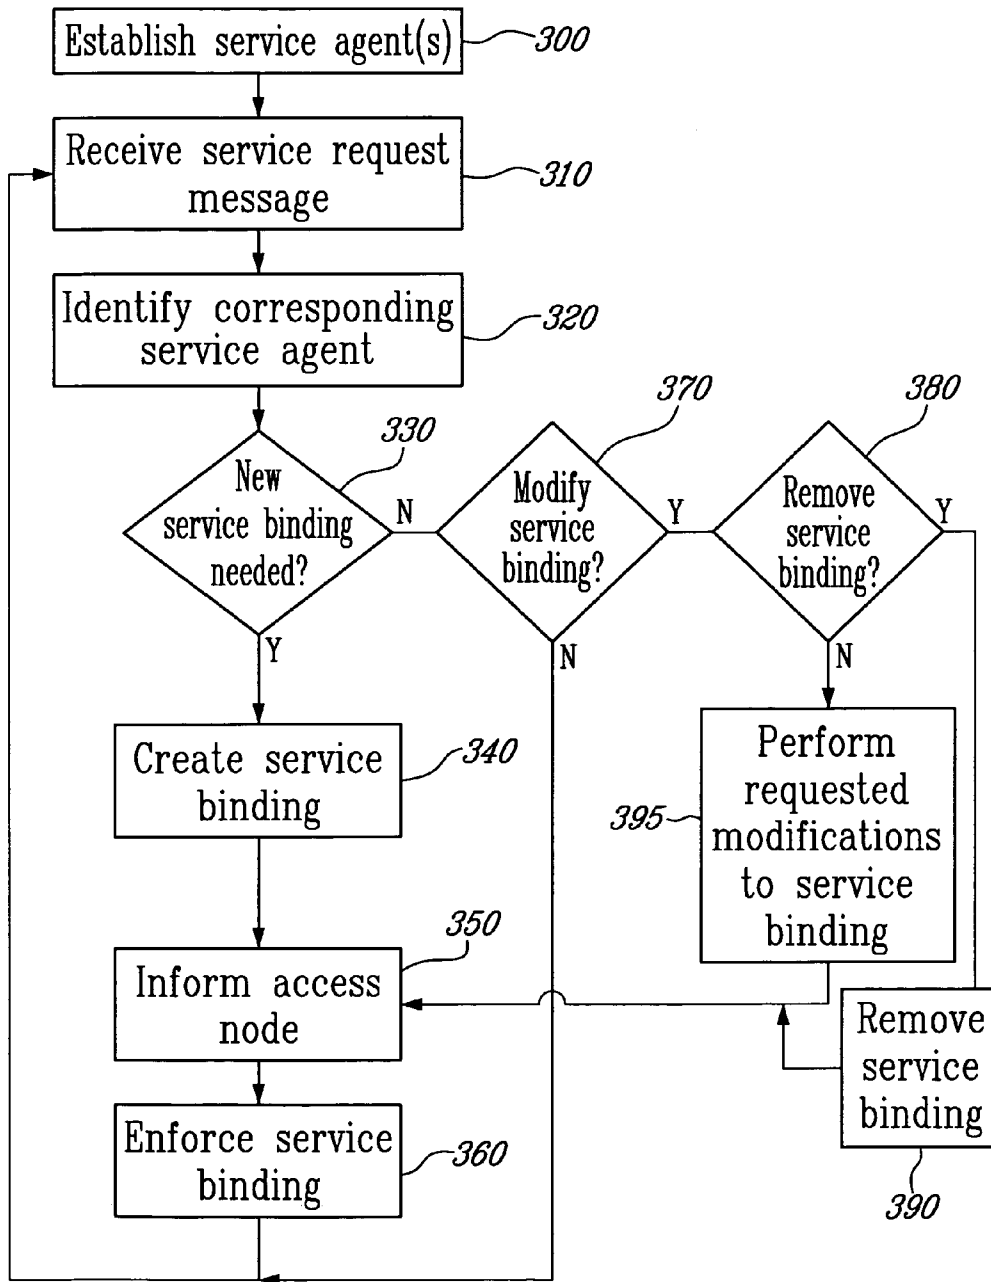 Establish service agent(s)
300
Receive service request
message
310
Identify corresponding
service agent
320
330
370
380
New
service binding
needed?
N
Y
Modify
service
binding?
Y
N
Remove
service
binding?
Y
N
Create service
binding
340
Perform
requested
modifications
to service
binding
395
350
Inform access
node
Remove
service
binding
390
Enforce service
binding
360